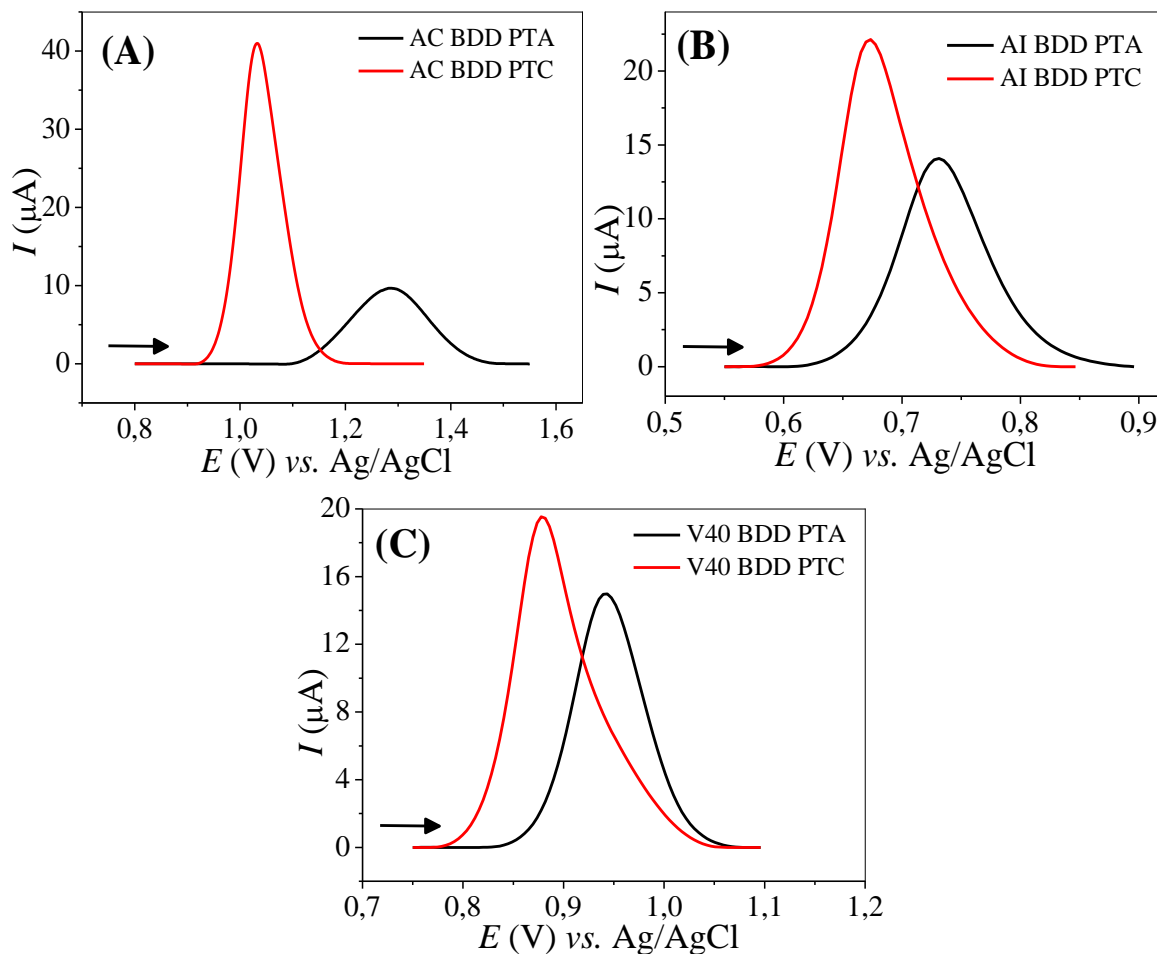 (A)
AC BDD PTA
AC BDD PTC
40
30
20
10
0
I (µA)
0,8 1,0 1,2 1,4 1,6
E (V) vs. Ag/AgCl
(B)
AI BDD PTA
AI BDD PTC
20
15
10
5
0
I (µA)
0,5 0,6 0,7 0,8 0,9
E (V) vs. Ag/AgCl
(C)
V40 BDD PTA
V40 BDD PTC
20
16
12
8
4
0
I (µA)
0,7 0,8 0,9 1,0 1,1 1,2
E (V) vs. Ag/AgCl